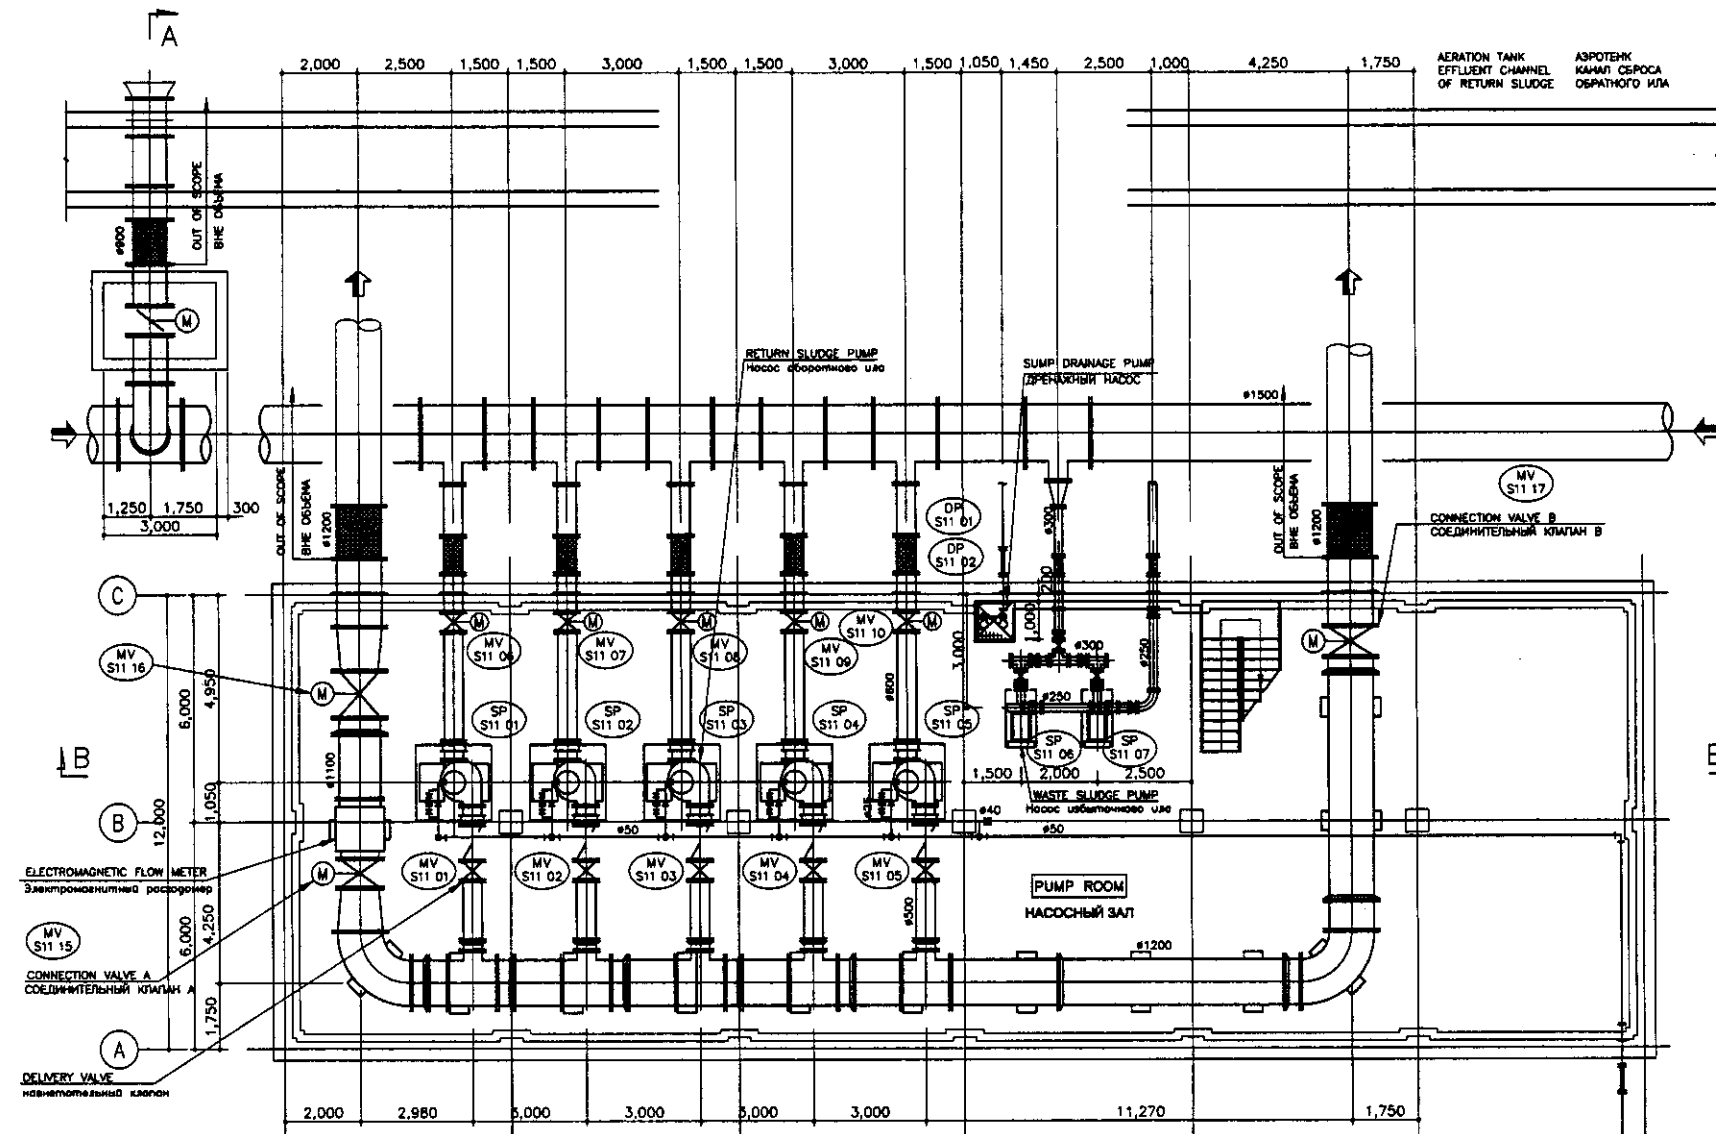 A
2,000 2,500 1,500 1,500 3,000 1,500 1,500 3,000 1,500 1,050 1,450 2,500 1,000 4,250 1,750
AERATION TANK
EFFLUENT CHANNEL
OF RETURN SLUDGE
АЭРОТЕНК
КАНАЛ СБРОСА
ОБРАТНОГО ИЛА
OUT OF SCOPE
ВНЕ ОБЪЕМА
ø900
M
RETURN SLUDGE PUMP
Насос оборотного ила
SUMP DRAINAGE PUMP
ДРЕНАЖНЫЙ НАСОС
ø1500
1,250 1.750 300
3,000
OUT OF SCOPE
ВНЕ ОБЪЕМА
ø1200
DP
S11 01
DP
S11 02
ø300
OUT OF SCOPE
ВНЕ ОБЪЕМА
ø1200
MV
S11 17
CONNECTION VALVE B
СОЕДИНИТЕЛЬНЫЙ КЛАПАН В
C
M M M M M
MV
S11 06
MV
S11 07
MV
S11 08
MV
S11 09
MV
S11 10
200
1,000
3,000
ø300
ø250
ø250
M
MV
S11 16
M
6,000
4,950
ø600
SP
S11 01
SP
S11 02
SP
S11 03
SP
S11 04
SP
S11 05
SP
S11 06
SP
S11 07
B
ø1100
1,500 2,000 2,500
WASTE SLUDGE PUMP
Насос избыточного ила
12,000
1,050
B
ø50
ø40
ø50
ELECTROMAGNETIC FLOW METER
Электромагнитный расходомер
M
MV
S11 01
MV
S11 02
MV
S11 03
MV
S11 04
MV
S11 05
PUMP ROOM
НАСОСНЫЙ ЗАЛ
MV
S11 15
6,000
4,250
ø500
ø1200
CONNECTION VALVE A
СОЕДИНИТЕЛЬНЫЙ КЛАПАН А
1,750
A
DELIVERY VALVE
нагнетательный клапан
2,000 2,980 3,000 3,000 3,000 3,000 11,270 1,750